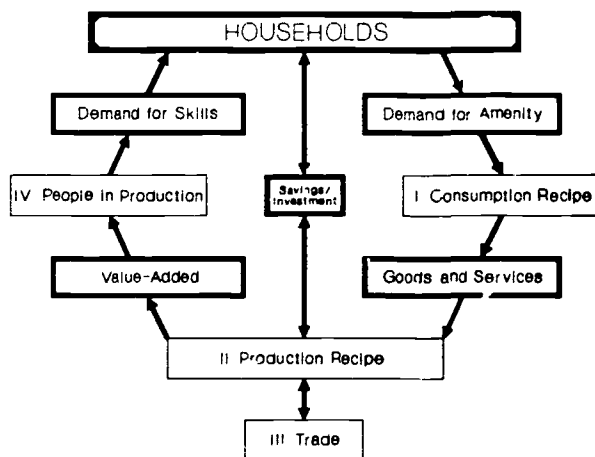 HOUSEHOLDS
Demand for Skills
Demand for Amenity
IV People in Production
Savings/
Investment
I Consumption Recipe
Value-Added
Goods and Services
II Production Recipe
III Trade